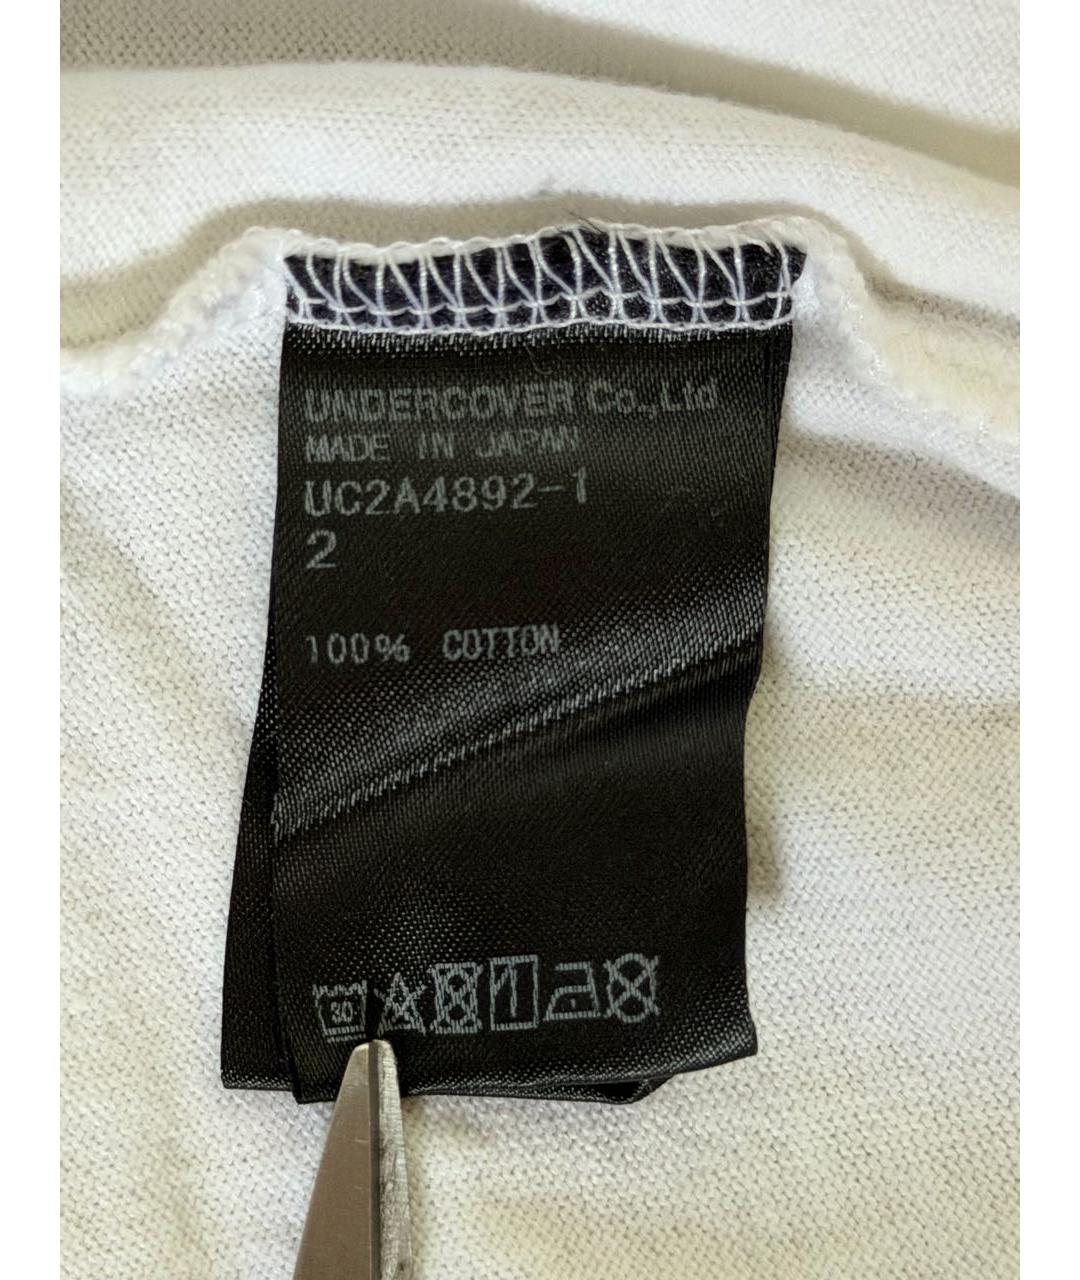 UNDERCOVER Co.,Ltd
MADE IN JAPAN
UC2A4892-1
2
100% COTTON
30